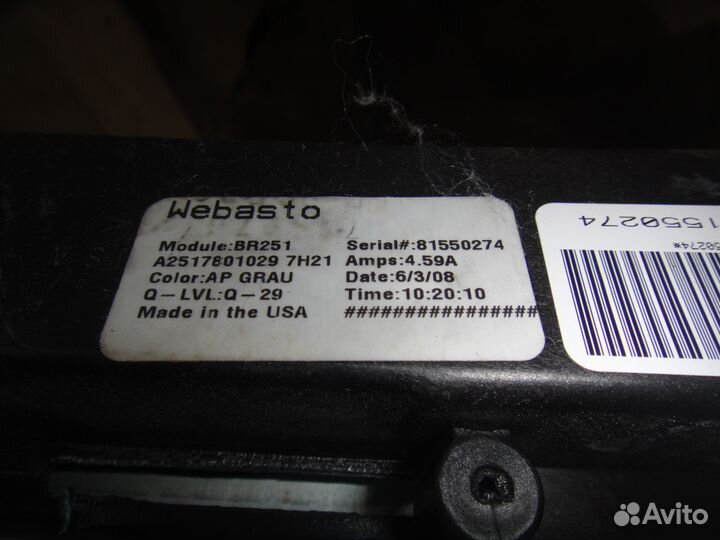 Webasto
Module:BR251 Serial#:81550274
A2517801029 7H21 Amps:4.59A
Color:AP GRAU Date:6/3/08
Q-LVL:Q-29 Time:10:20:10
Made in the USA ################
1550274
50274*
Avito